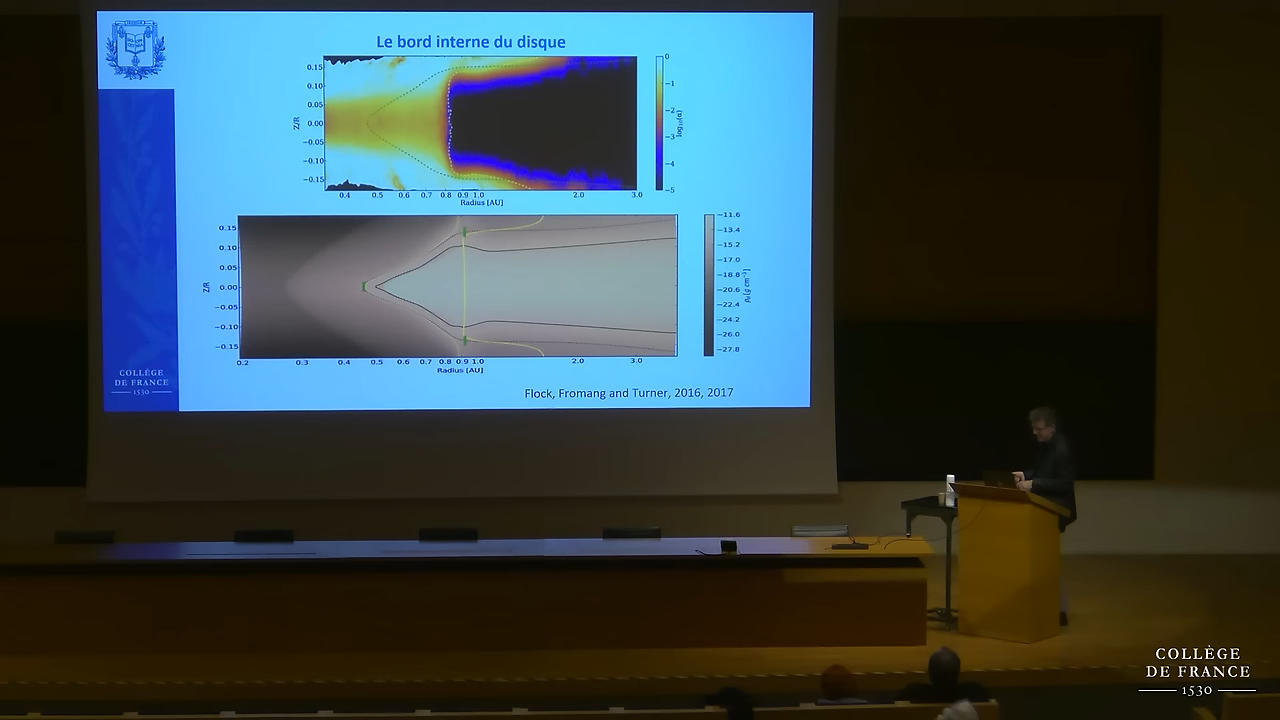 Le bord interne du disque
0.15
0.10
0.05
0.00
−0.05
−0.10
−0.15
Z/R
0.4 0.5 0.6 0.7 0.8 0.9 1.0 2.0 3.0
Radius [AU]
0
−1
−2
−3
−4
−5
log₁₀(α)
0.15
0.10
0.05
0.00
−0.05
−0.10
−0.15
Z/R
0.2 0.3 0.4 0.5 0.6 0.7 0.8 0.9 1.0 2.0 3.0
Radius [AU]
−11.6
−13.4
−15.2
−17.0
−18.8
−20.6
−22.4
−24.2
−26.0
−27.8
COLLÈGE
DE FRANCE
1530
Flock, Fromang and Turner, 2016, 2017
COLLÈGE
DE FRANCE
1530